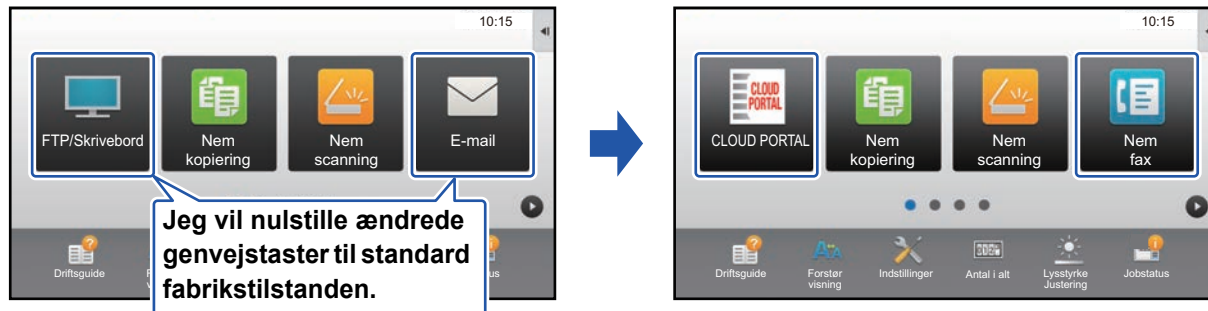 10:15
FTP/Skrivebord
Nem
kopiering
Nem
scanning
E-mail
Jeg vil nulstille ændrede
genvejstaster til standard
fabrikstilstanden.
Driftsguide
us
10:15
CLOUD
PORTAL
CLOUD PORTAL
Nem
kopiering
Nem
scanning
Nem
fax
Driftsguide
Forstør
visning
Indstillinger
Antal i alt
Lysstyrke
Justering
Jobstatus